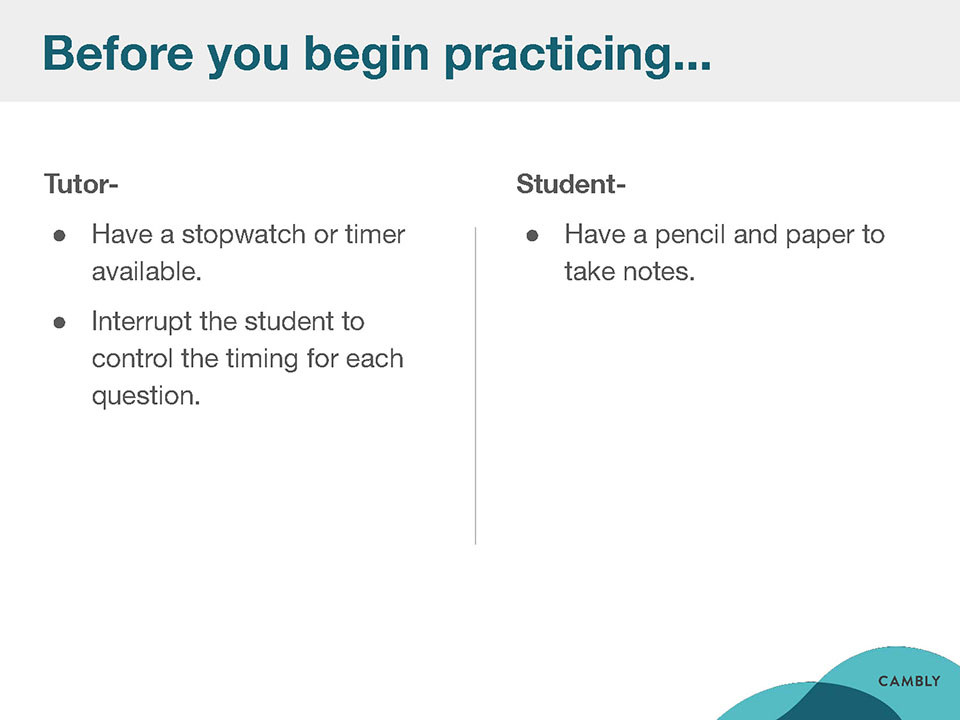 Before you begin practicing...
Tutor-
● Have a stopwatch or timer
available.
● Interrupt the student to
control the timing for each
question.
Student-
● Have a pencil and paper to
take notes.
CAMBLY